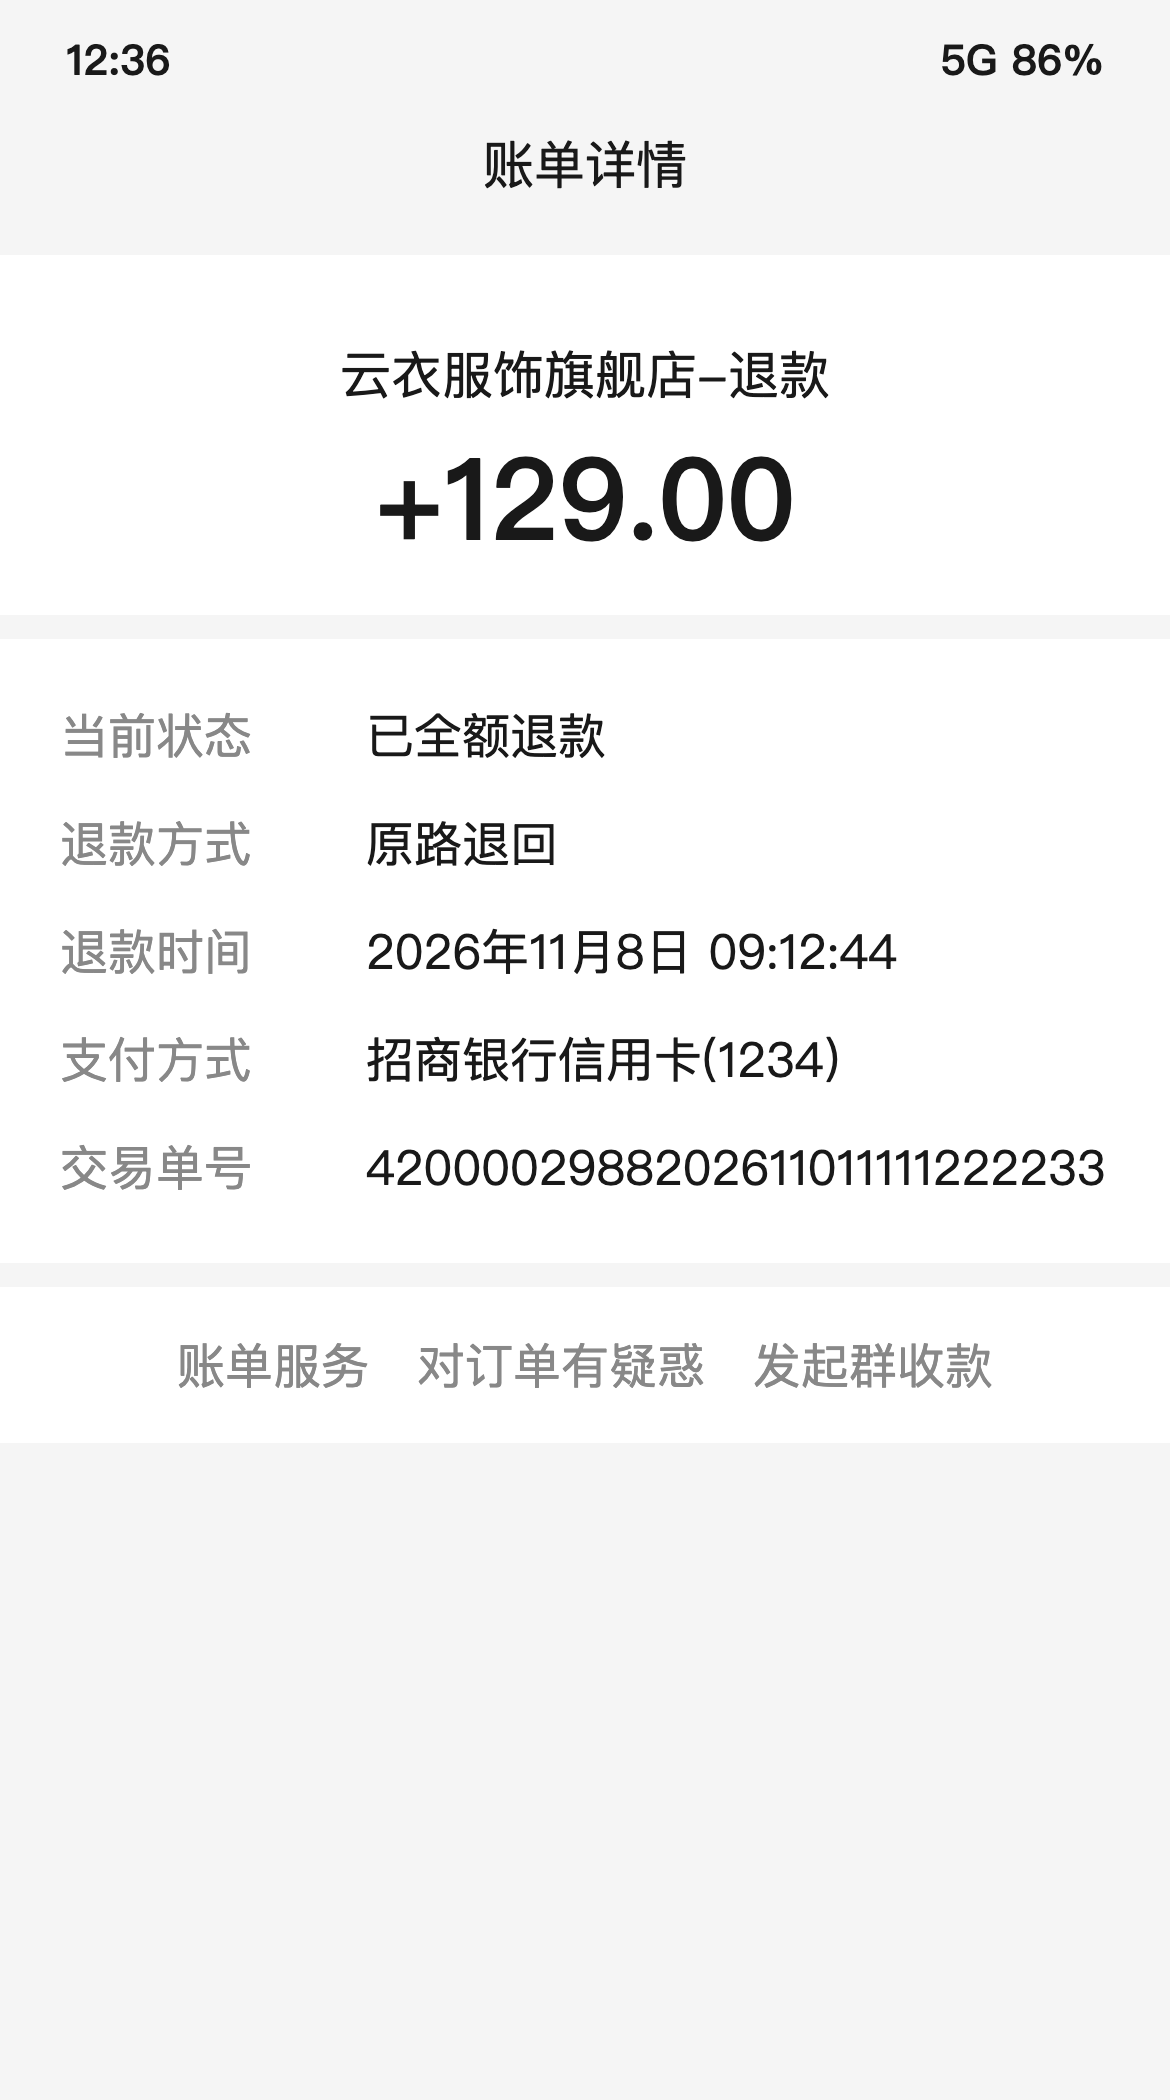 12:36 5G 86%
账单详情
云衣服饰旗舰店-退款
+129.00
当前状态 已全额退款
退款方式 原路退回
退款时间 2026年11月8日 09:12:44
支付方式 招商银行信用卡(1234)
交易单号 4200002988202611011111222233
账单服务 对订单有疑惑 发起群收款